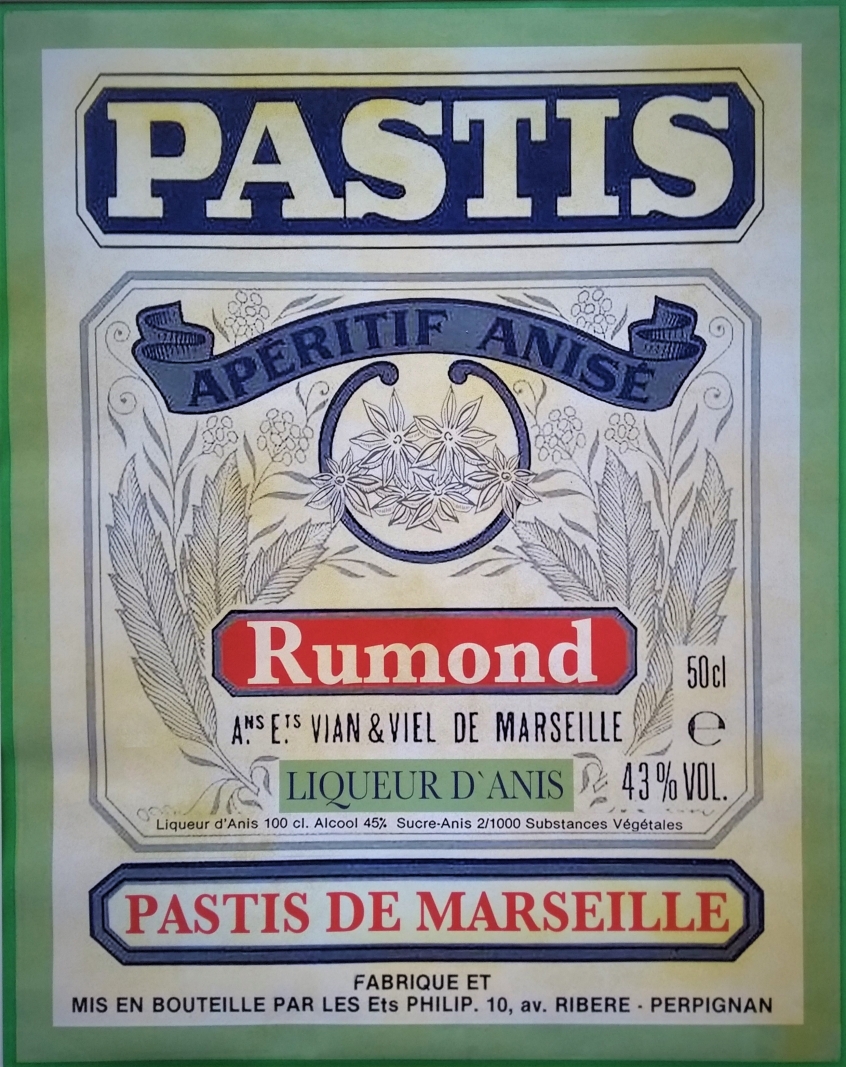 PASTIS
APÉRITIF ANISÉ
Rumond
50cl
Aᴺˢ Eᵀˢ VIAN & VIEL DE MARSEILLE
e
LIQUEUR D`ANIS
43% VOL.
Liqueur d'Anis 100 cl. Alcool 45% Sucre-Anis 2/1000 Substances Végétales
PASTIS DE MARSEILLE
FABRIQUE ET
MIS EN BOUTEILLE PAR LES Ets PHILIP. 10, av. RIBERE - PERPIGNAN